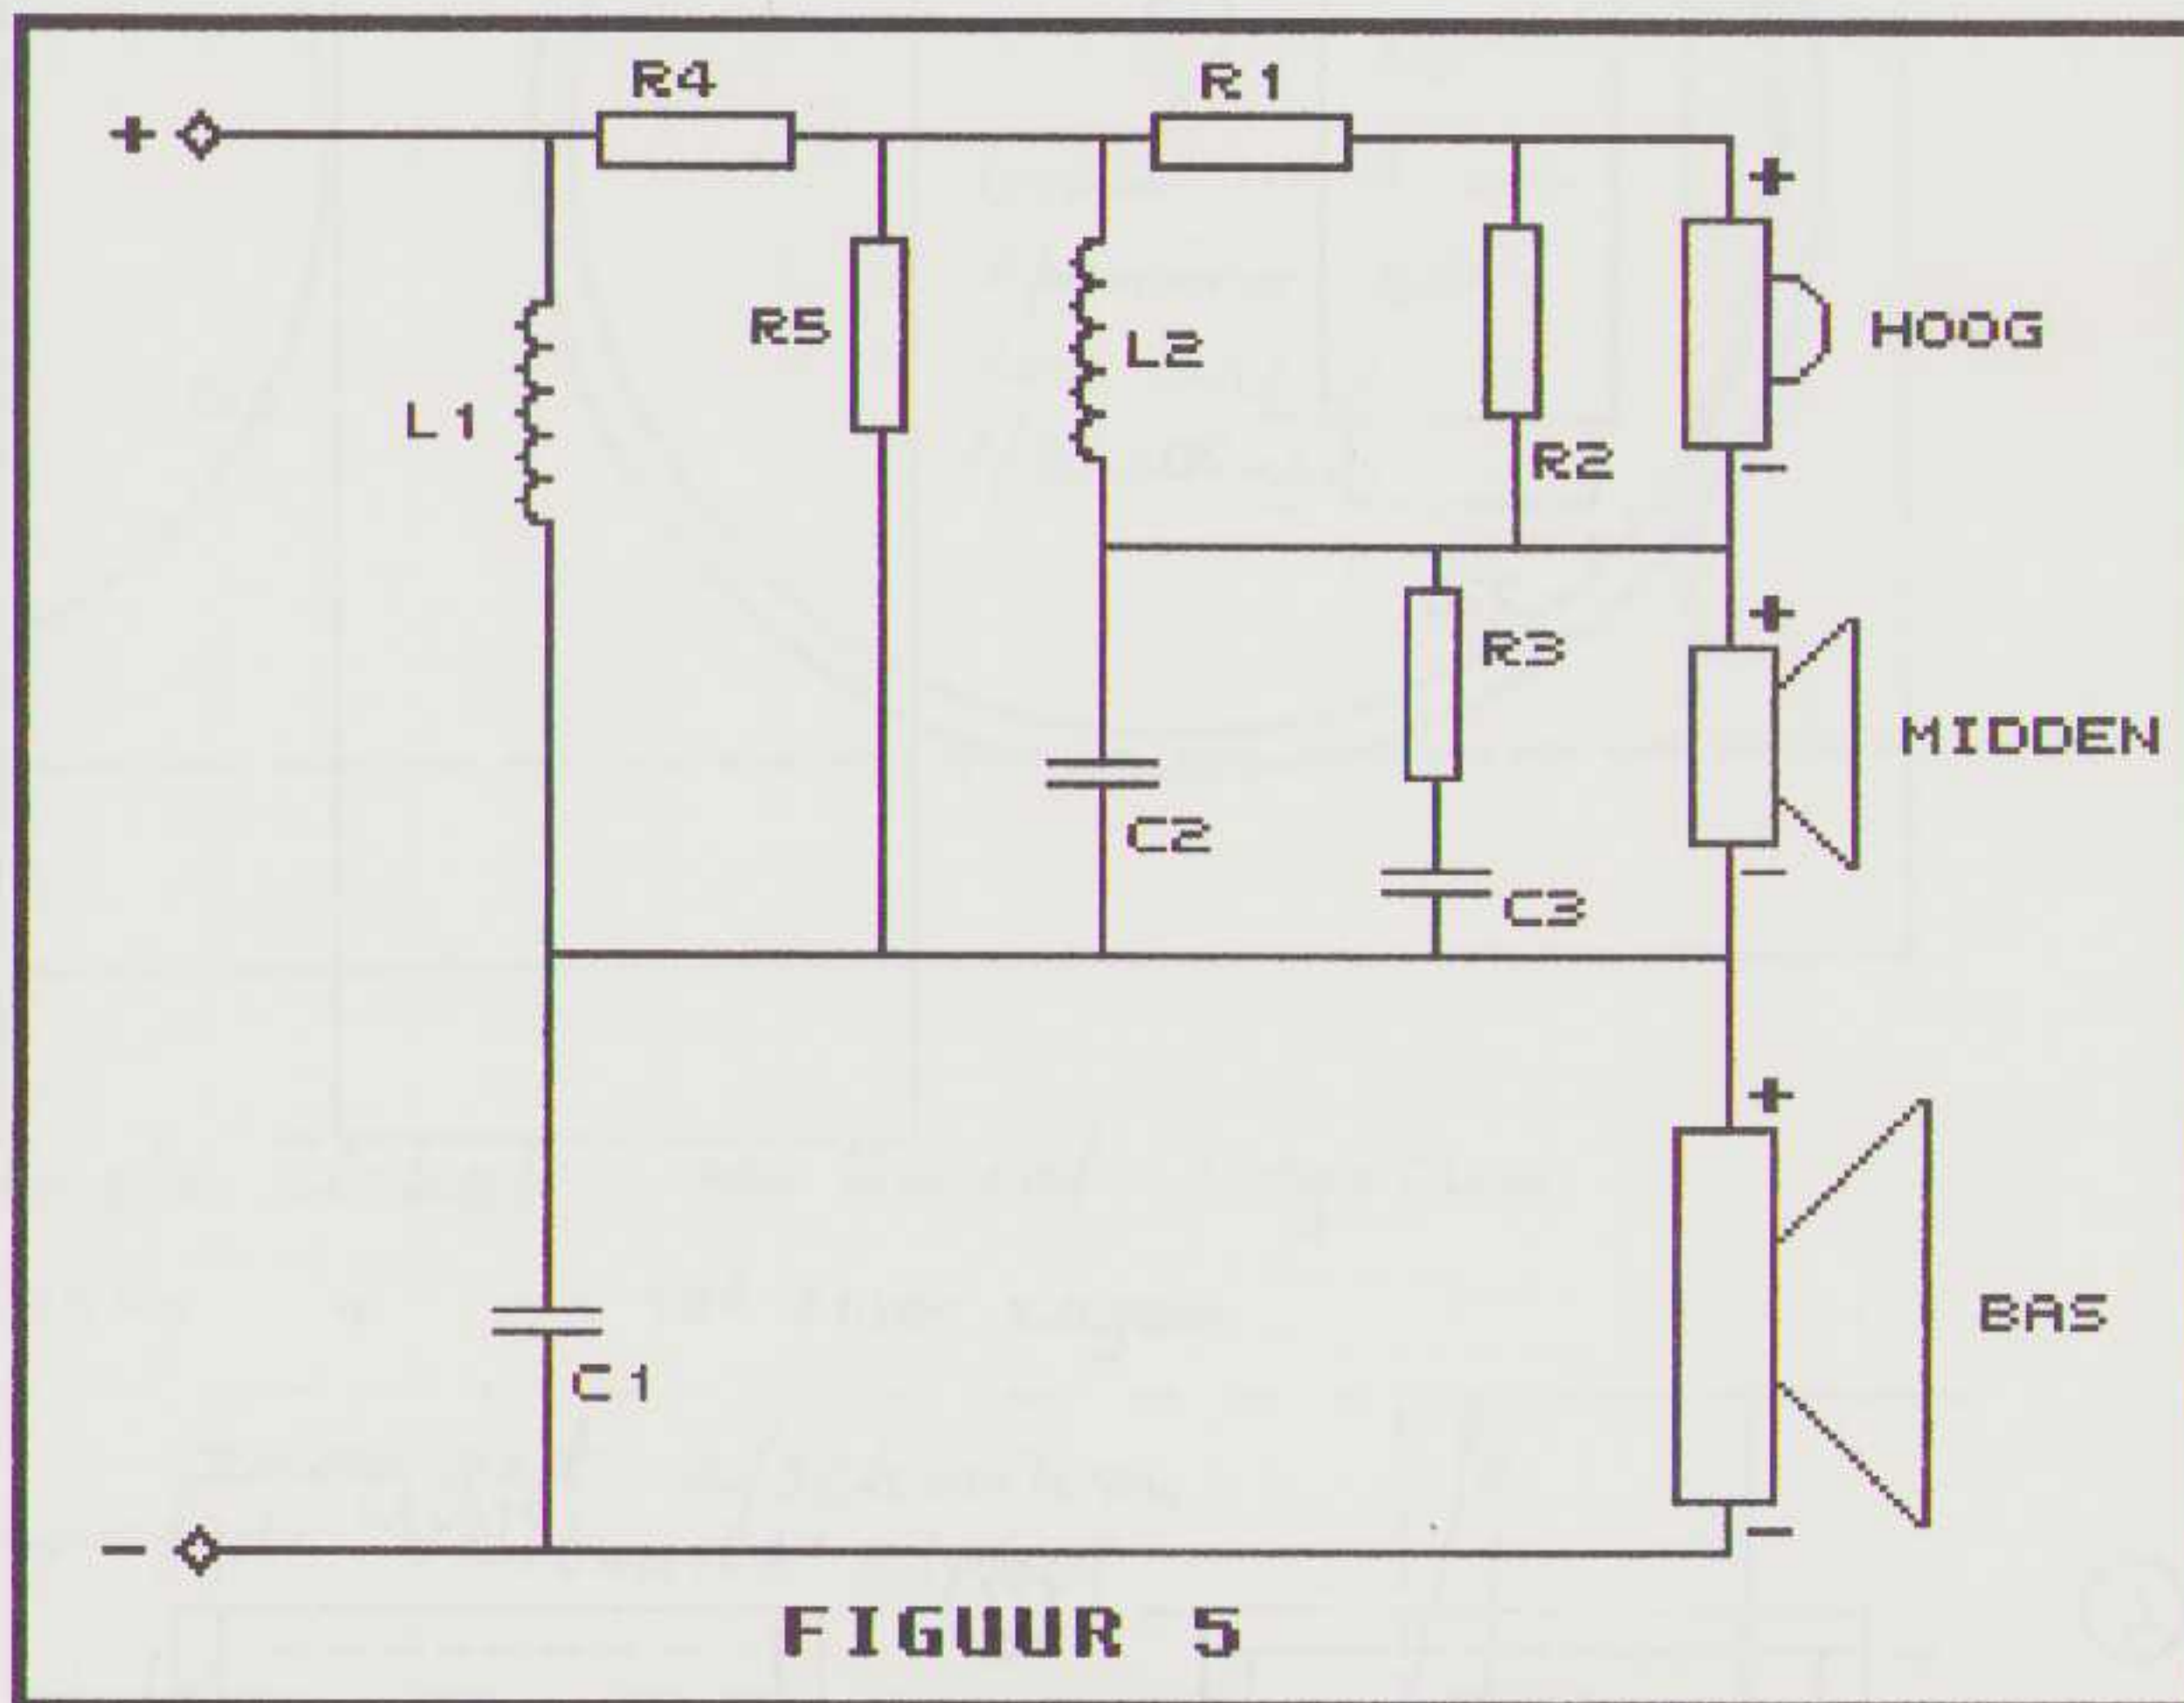 R4
R1
+
+
L1
R5
L2
R2
HOOG
-
+
R3
MIDDEN
C2
-
C3
+
C1
BAS
-
-
FIGUUR 5